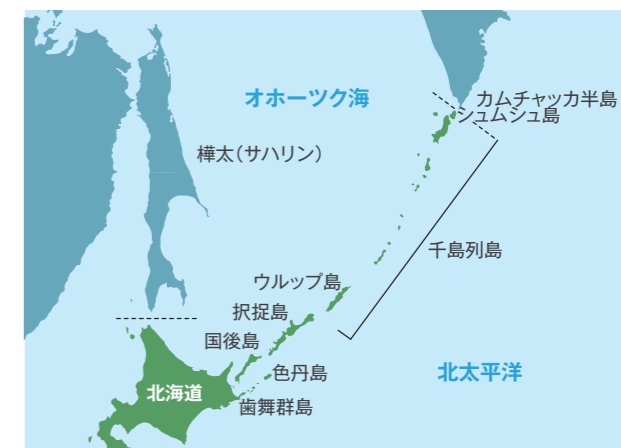 オホーツク海
カムチャッカ半島
シュムシュ島
樺太（サハリン）
千島列島
ウルップ島
択捉島
国後島
色丹島
北太平洋
北海道
歯舞群島